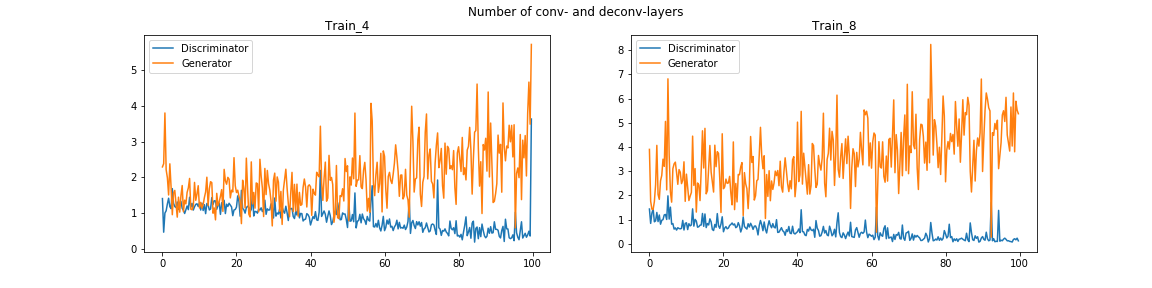 Number of conv- and deconv-layers
Train_4
Discriminator
Generator
5
4
3
2
1
0
0 20 40 60 80 100
Train_8
Discriminator
Generator
8
7
6
5
4
3
2
1
0
0 20 40 60 80 100